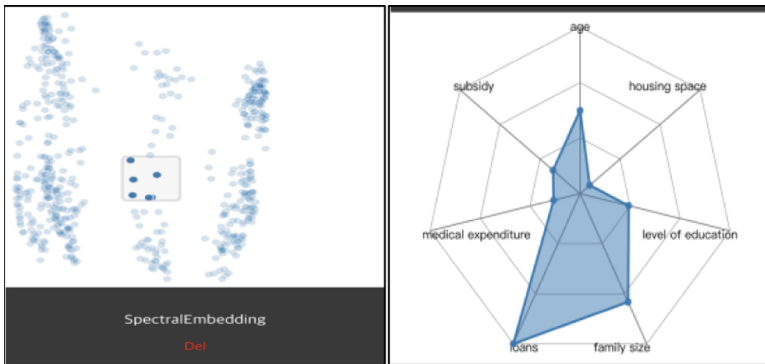 SpectralEmbedding
Del
age
subsidy
housing space
medical expenditure
level of education
loans
family size